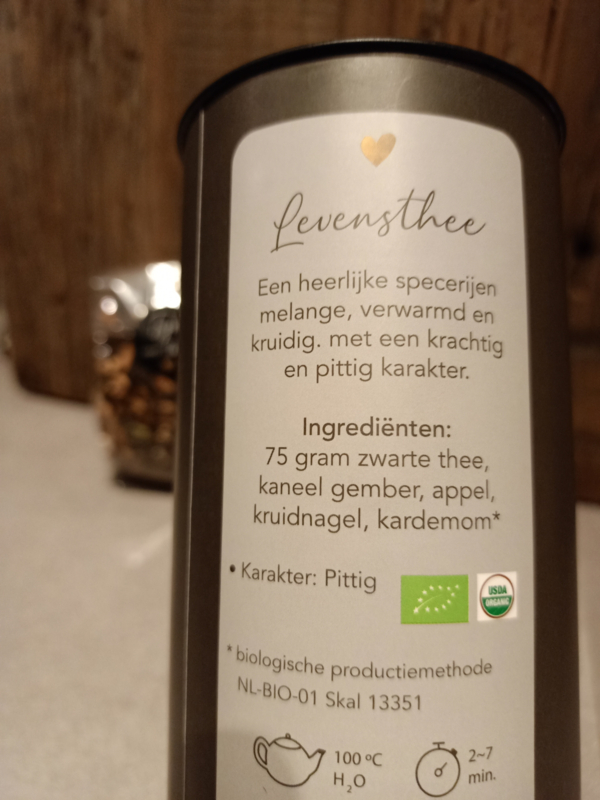 Levensthee
Een heerlijke specerijen
melange, verwarmd en
kruidig. met een krachtig
en pittig karakter.
Ingrediënten:
75 gram zwarte thee,
kaneel gember, appel,
kruidnagel, kardemom*
• Karakter: Pittig
USDA
ORGANIC
* biologische productiemethode
NL-BIO-01 Skal 13351
100 ºC
H₂O
2~7
min.